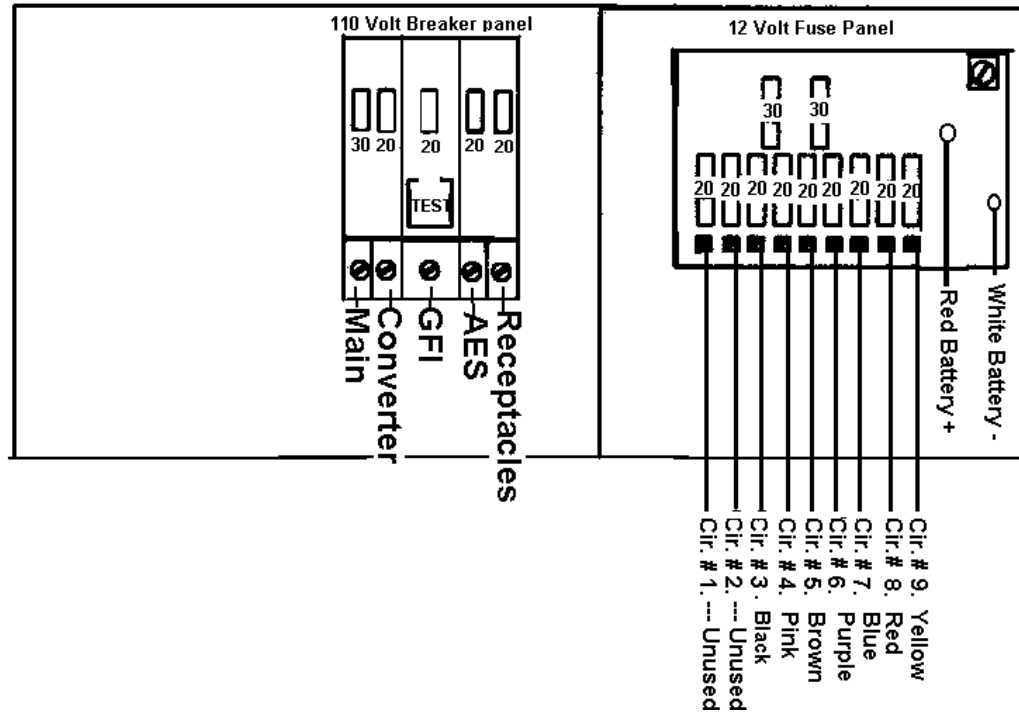 110 Volt Breaker panel
30
20
20
20
20
TEST
Main
Converter
GFI
AES
Receptacles
12 Volt Fuse Panel
30
30
20
20
20
20
20
20
20
20
20
Red Battery +
White Battery -
Cir. # 1. --- Unused
Cir. # 2. --- Unused
Cir. # 3 . Black
Cir. # 4. Pink
Cir. # 5. Brown
Cir. # 6. Purple
Cir. # 7. Blue
Cir. # 8. Red
Cir. # 9. Yellow